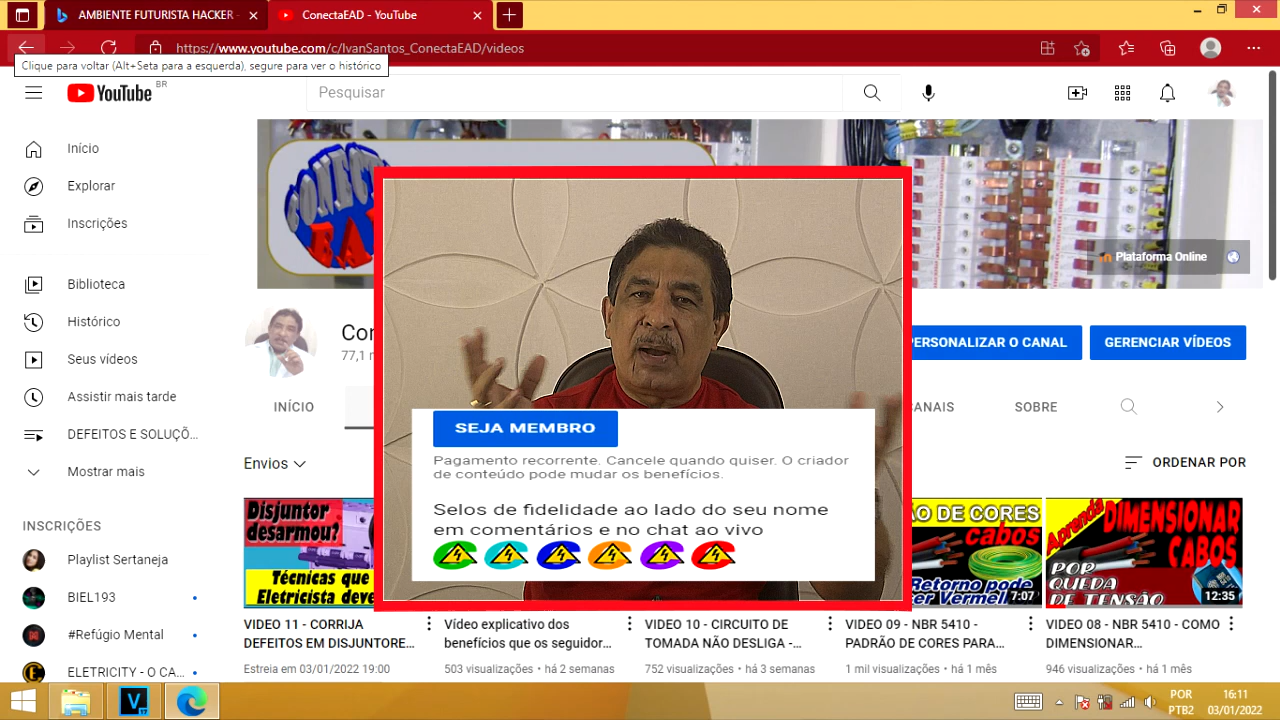 AMBIENTE FUTURISTA HACKER -
ConectaEAD - YouTube
https://www.youtube.com/c/IvanSantos_ConectaEAD/videos
Clique para voltar (Alt+Seta para a esquerda), segure para ver o histórico
YouTube BR
Pesquisar
Início
Explorar
Inscrições
Biblioteca
Histórico
Seus vídeos
Assistir mais tarde
DEFEITOS E SOLUÇÕ...
Mostrar mais
INSCRIÇÕES
Playlist Sertaneja
BIEL193
#Refúgio Mental
ELETRICITY - O CA...
Plataforma Online
77,1
PERSONALIZAR O CANAL
GERENCIAR VÍDEOS
INÍCIO
CANAIS
SOBRE
Envios
ORDENAR POR
SEJA MEMBRO
Pagamento recorrente. Cancele quando quiser. O criador
de conteúdo pode mudar os benefícios.
Selos de fidelidade ao lado do seu nome
em comentários e no chat ao vivo
Disjuntor
desarmou?
Técnicas que
Eletricista deve
VIDEO 11 - CORRIJA
DEFEITOS EM DISJUNTORE...
Estreia em 03/01/2022 19:00
Vídeo explicativo dos
benefícios que os seguidor...
503 visualizações • há 2 semanas
VIDEO 10 - CIRCUITO DE
TOMADA NÃO DESLIGA -...
752 visualizações • há 3 semanas
ÃO DE CORES
cabos
Retorno pode
ser Vermelh
7:07
VIDEO 09 - NBR 5410 -
PADRÃO DE CORES PARA...
1 mil visualizações • há 1 mês
Aprenda
DIMENSIONAR
CABOS
POR
QUEDA
DE TENSÃO
12:35
VIDEO 08 - NBR 5410 - COMO
DIMENSIONAR...
946 visualizações • há 1 mês
POR
PTB2
16:11
03/01/2022